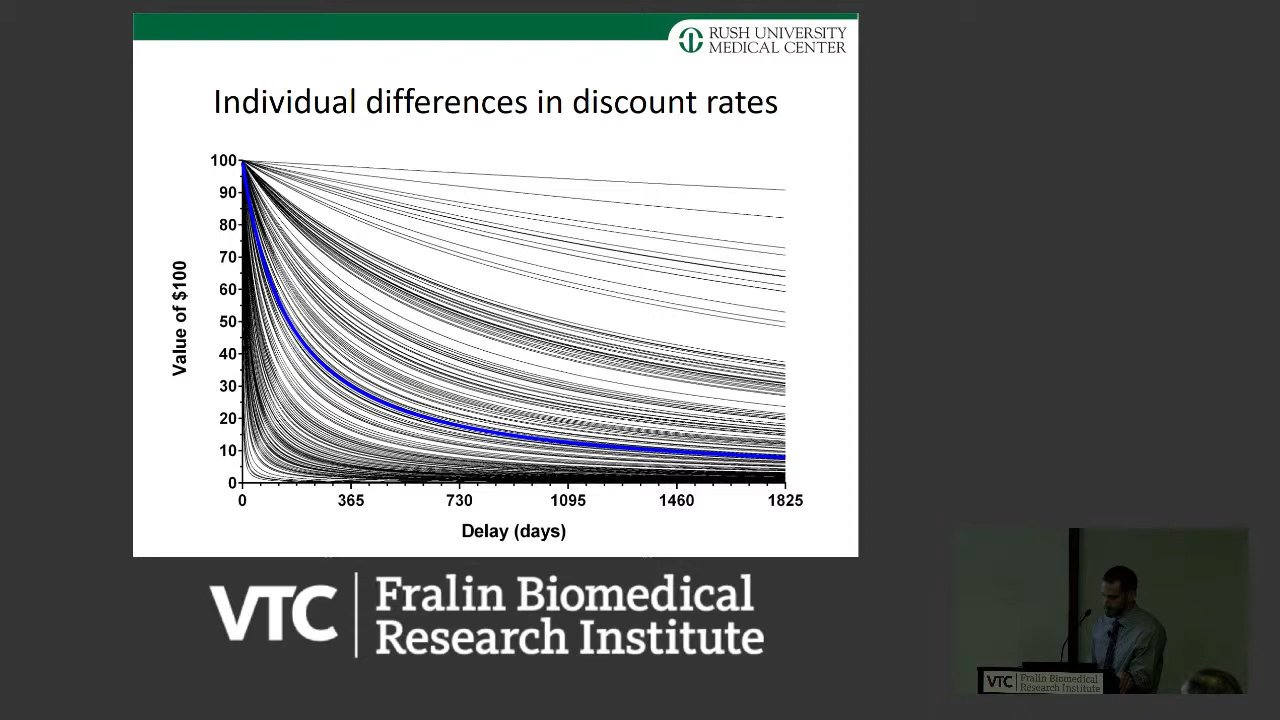 RUSH UNIVERSITY
MEDICAL CENTER
Individual differences in discount rates
Value of $100
100
90
80
70
60
50
40
30
20
10
0
0 365 730 1095 1460 1825
Delay (days)
VTC Fralin Biomedical
Research Institute
VTC Fralin Biomedical
Research Institute